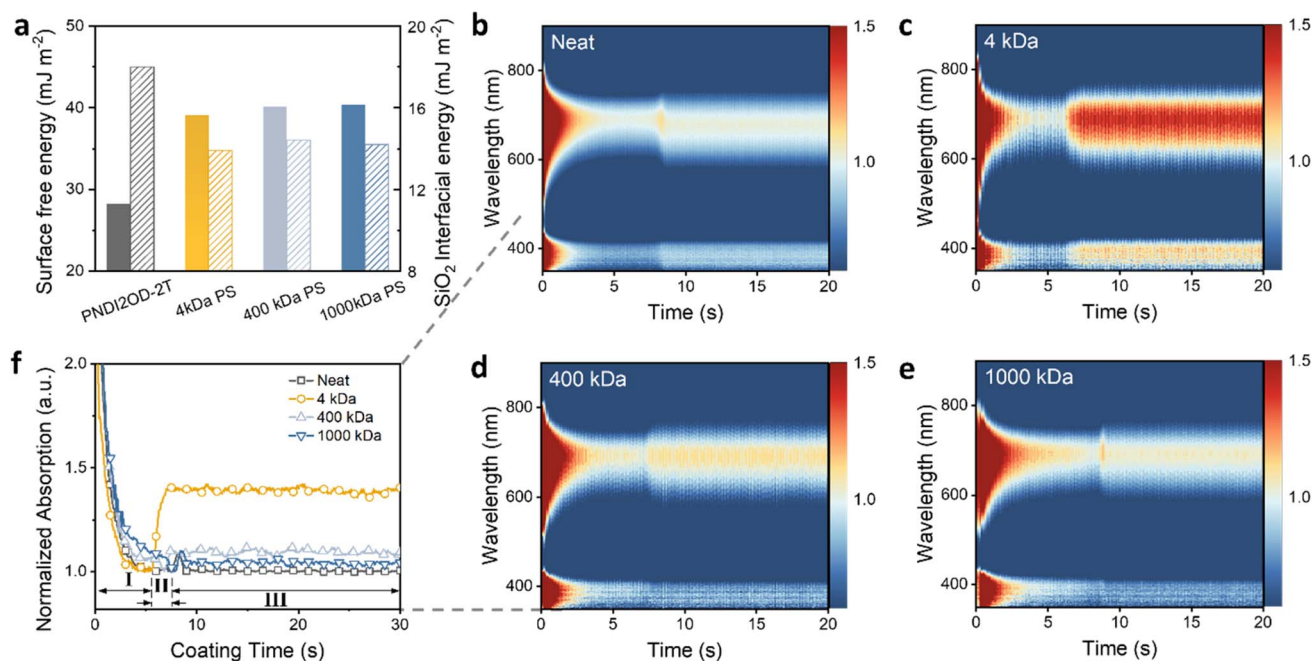 a
Surface free energy (mJ m⁻²)
50
40
30
20
SiO₂ Interfacial energy (mJ m⁻²)
20
16
12
8
PNDI2OD-2T
4kDa PS
400 kDa PS
1000kDa PS
b
Neat
Wavelength (nm)
800
600
400
0 5 10 15 20
Time (s)
1.5
1.0
c
4 kDa
Wavelength (nm)
800
600
400
0 5 10 15 20
Time (s)
1.5
1.0
f
Normalized Absorption (a.u.)
2.0
1.5
1.0
Neat
4 kDa
400 kDa
1000 kDa
I
II
III
0 10 20 30
Coating Time (s)
d
400 kDa
Wavelength (nm)
800
600
400
0 5 10 15 20
Time (s)
1.5
1.0
e
1000 kDa
Wavelength (nm)
800
600
400
0 5 10 15 20
Time (s)
1.5
1.0